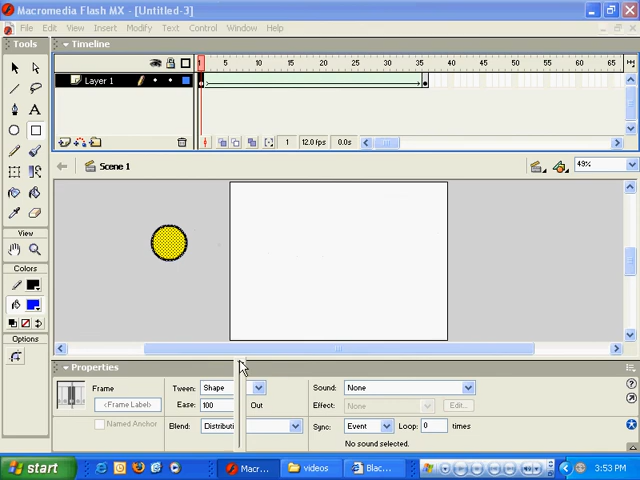 Macromedia Flash MX - [Untitled-3]
File Edit View Insert Modify Text Control Window Help
Tools
Timeline
1 5 10 15 20 25 30 35 40 45 50 55 60 65
Layer 1
1 12.0 fps 0.0s
Scene 1
49%
View
Colors
Options
Properties
Frame
Tween: Shape
Sound: None
<Frame Label>
Ease: 100 Out
Effect: None Edit...
Named Anchor
Blend:
Sync: Event Loop: 0 times
No sound selected.
start
Macr...
videos
Blac...
3:53 PM